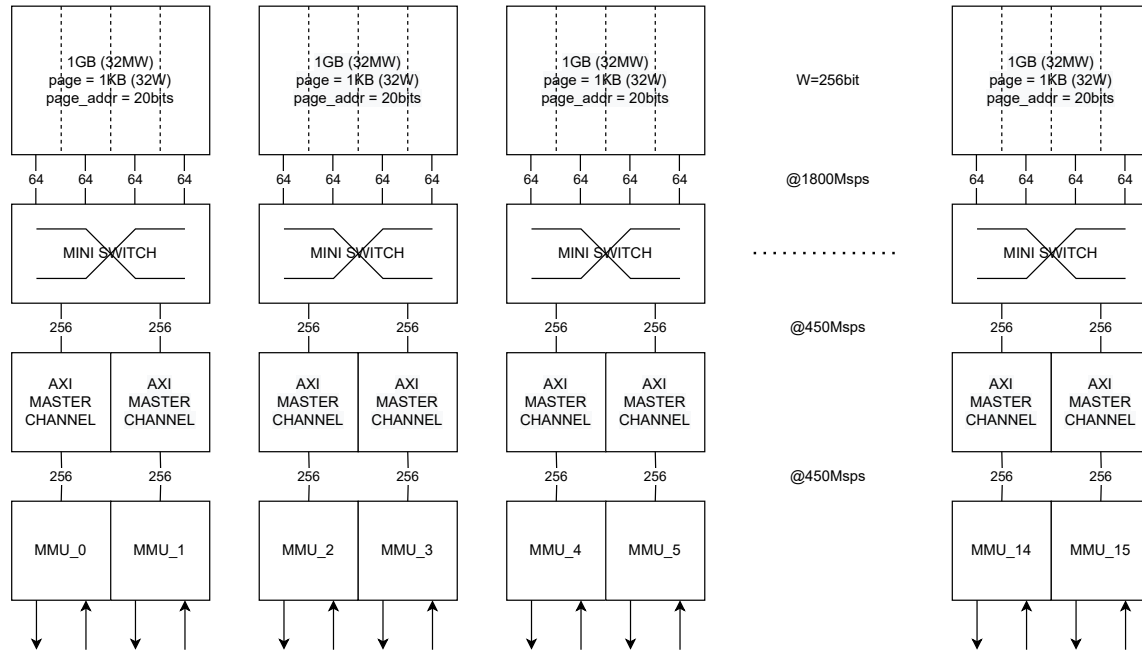 1GB (32MW)
page = 1KB (32W)
page_addr = 20bits
1GB (32MW)
page = 1KB (32W)
page_addr = 20bits
1GB (32MW)
page = 1KB (32W)
page_addr = 20bits
W=256bit
1GB (32MW)
page = 1KB (32W)
page_addr = 20bits
64 64 64 64
64 64 64 64
64 64 64 64
@1800Msps
64 64 64 64
MINI SWITCH
MINI SWITCH
MINI SWITCH
MINI SWITCH
256 256
256 256
256 256
@450Msps
256 256
AXI
MASTER
CHANNEL
AXI
MASTER
CHANNEL
AXI
MASTER
CHANNEL
AXI
MASTER
CHANNEL
AXI
MASTER
CHANNEL
AXI
MASTER
CHANNEL
AXI
MASTER
CHANNEL
AXI
MASTER
CHANNEL
256 256
256 256
256 256
@450Msps
256 256
MMU_0
MMU_1
MMU_2
MMU_3
MMU_4
MMU_5
MMU_14
MMU_15